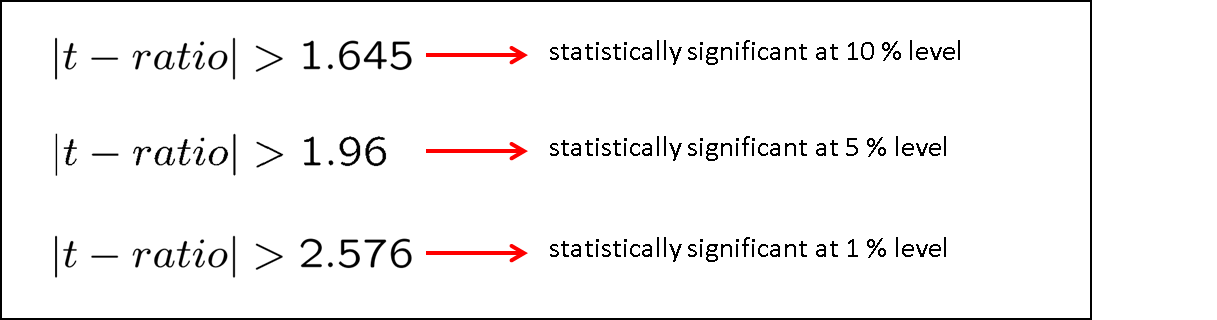 |t − ratio| > 1.645 statistically significant at 10 % level
|t − ratio| > 1.96 statistically significant at 5 % level
|t − ratio| > 2.576 statistically significant at 1 % level